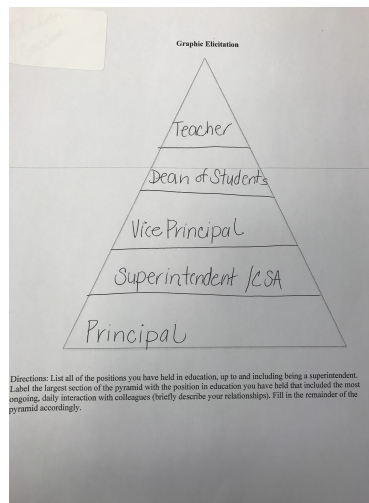 Graphic Elicitation
Teacher
Dean of Students
Vice Principal
Superintendent /CSA
Principal
Directions: List all of the positions you have held in education, up to and including being a superintendent.
Label the largest section of the pyramid with the position in education you have held that included the most
ongoing, daily interaction with colleagues (briefly describe your relationships). Fill in the remainder of the
pyramid accordingly.